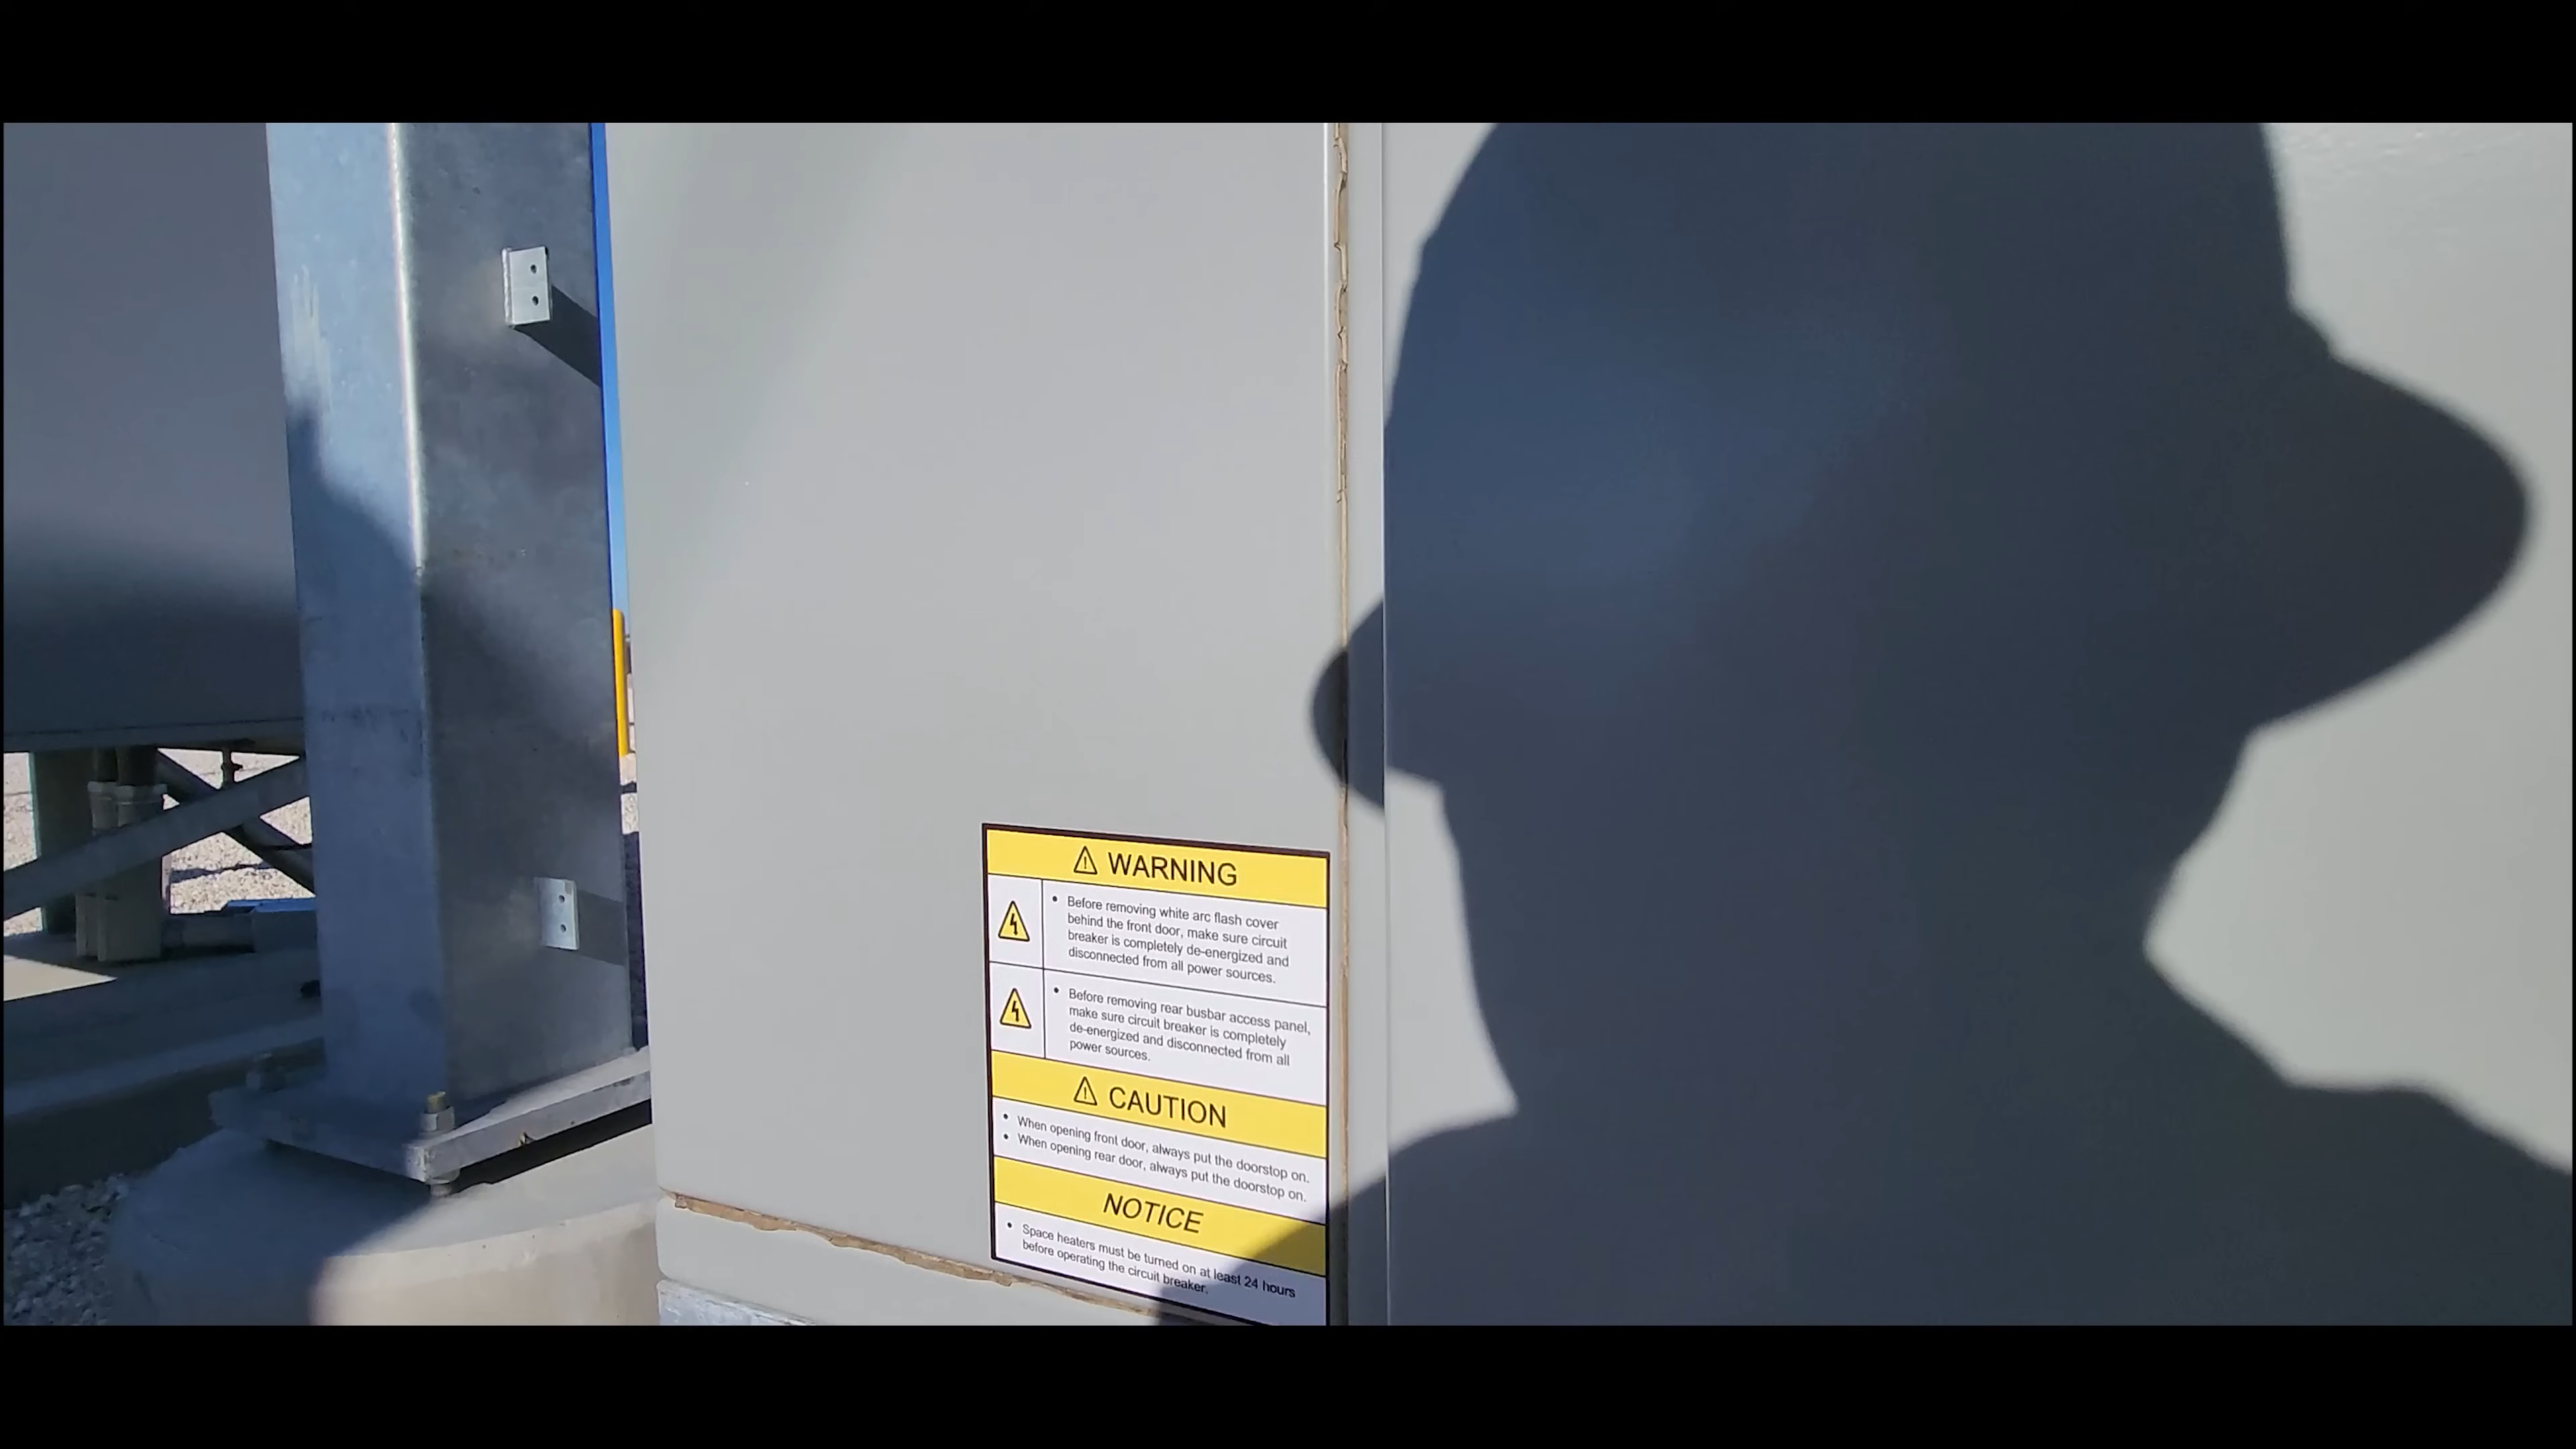 WARNING
• Before removing white arc flash cover
behind the front door, make sure circuit
breaker is completely de-energized and
disconnected from all power sources.
• Before removing rear busbar access panel,
make sure circuit breaker is completely
de-energized and disconnected from all
power sources.
CAUTION
• When opening front door, always put the doorstop on.
• When opening rear door, always put the doorstop on.
NOTICE
• Space heaters must be turned on at least 24 hours
before operating the circuit breaker.